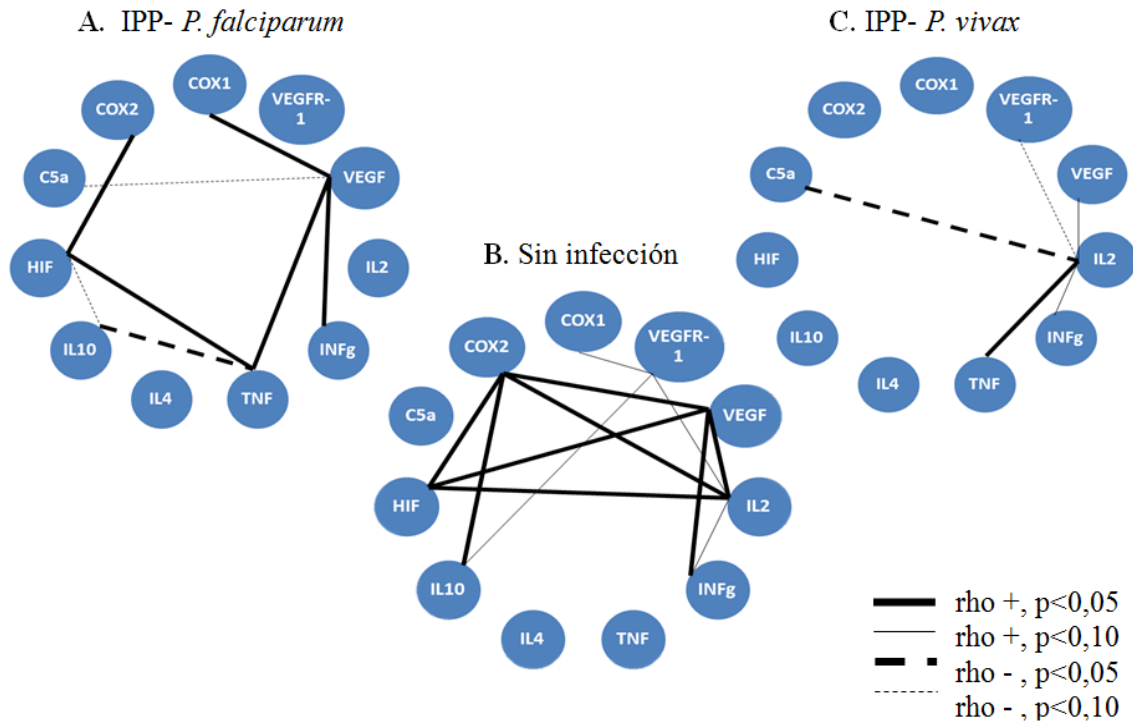 A. IPP- P. falciparum
COX1
COX2
VEGFR-
1
C5a
VEGF
HIF
IL2
IL10
INFg
IL4
TNF
B. Sin infección
COX1
COX2
VEGFR-
1
C5a
VEGF
HIF
IL2
IL10
INFg
IL4
TNF
C. IPP- P. vivax
COX1
COX2
VEGFR-
1
C5a
VEGF
HIF
IL2
IL10
INFg
IL4
TNF
rho +, p<0,05
rho +, p<0,10
rho - , p<0,05
rho - , p<0,10